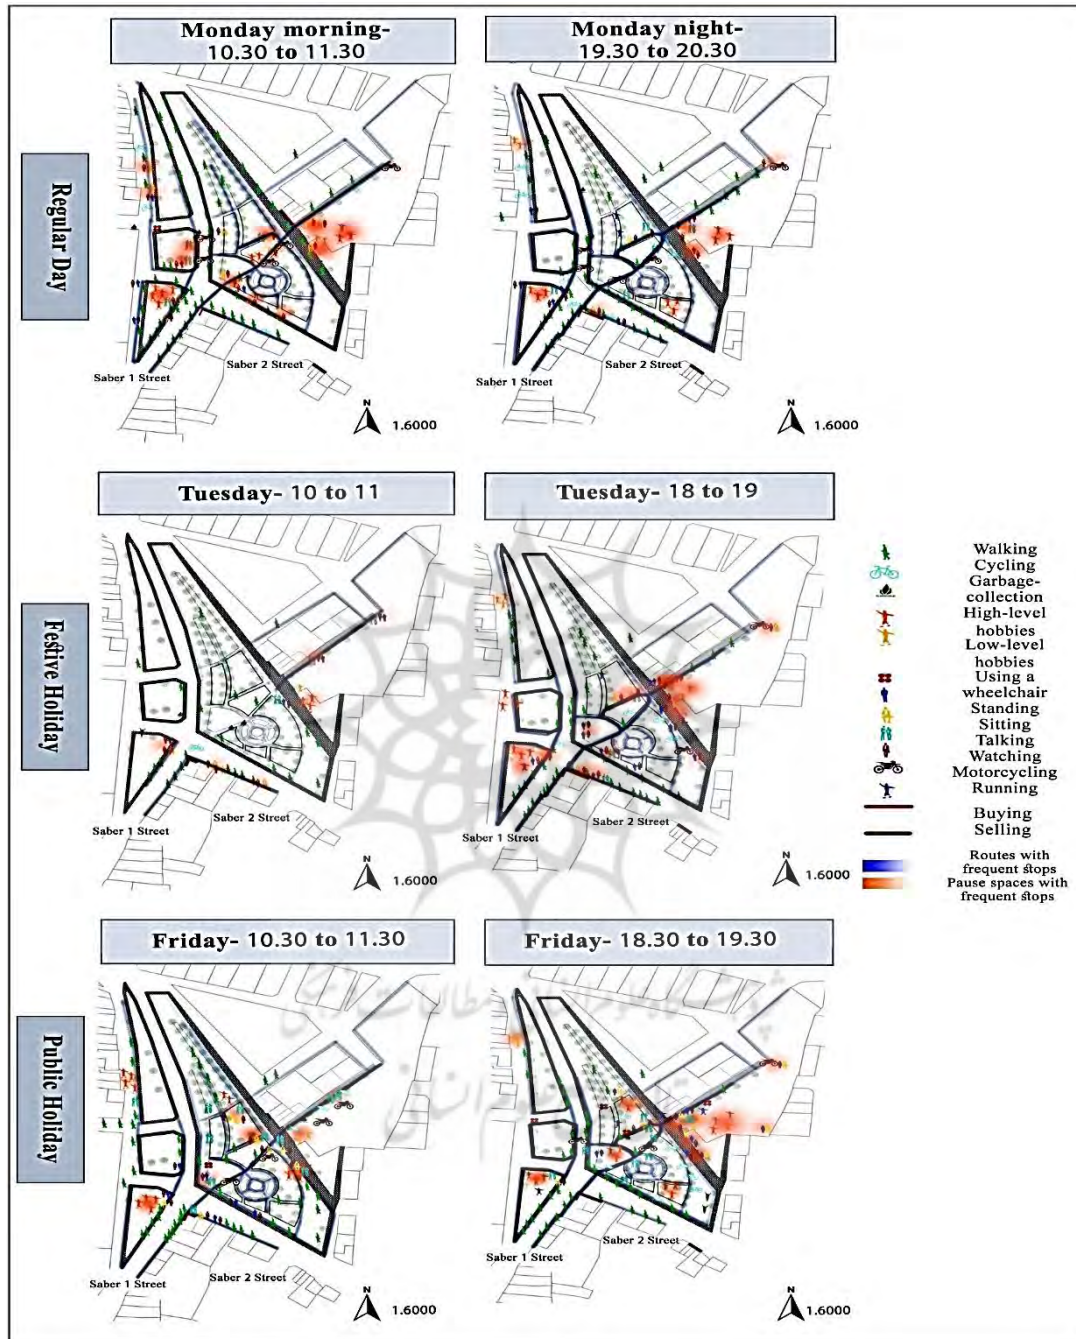 Monday morning-
10.30 to 11.30
Monday night-
19.30 to 20.30
Regular Day
Saber 1 Street
Saber 2 Street
N
1.6000
Saber 1 Street
Saber 2 Street
N
1.6000
Tuesday- 10 to 11
Tuesday- 18 to 19
Festive Holiday
Saber 1 Street
Saber 2 Street
N
1.6000
Saber 1 Street
Saber 2 Street
N
1.6000
Walking
Cycling
Garbage-
collection
High-level
hobbies
Low-level
hobbies
Using a
wheelchair
Standing
Sitting
Talking
Watching
Motorcycling
Running
Buying
Selling
Routes with
frequent stops
Pause spaces with
frequent stops
Friday- 10.30 to 11.30
Friday- 18.30 to 19.30
Public Holiday
Saber 1 Street
Saber 2 Street
N
1.6000
Saber 1 Street
Saber 2 Street
N
1.6000